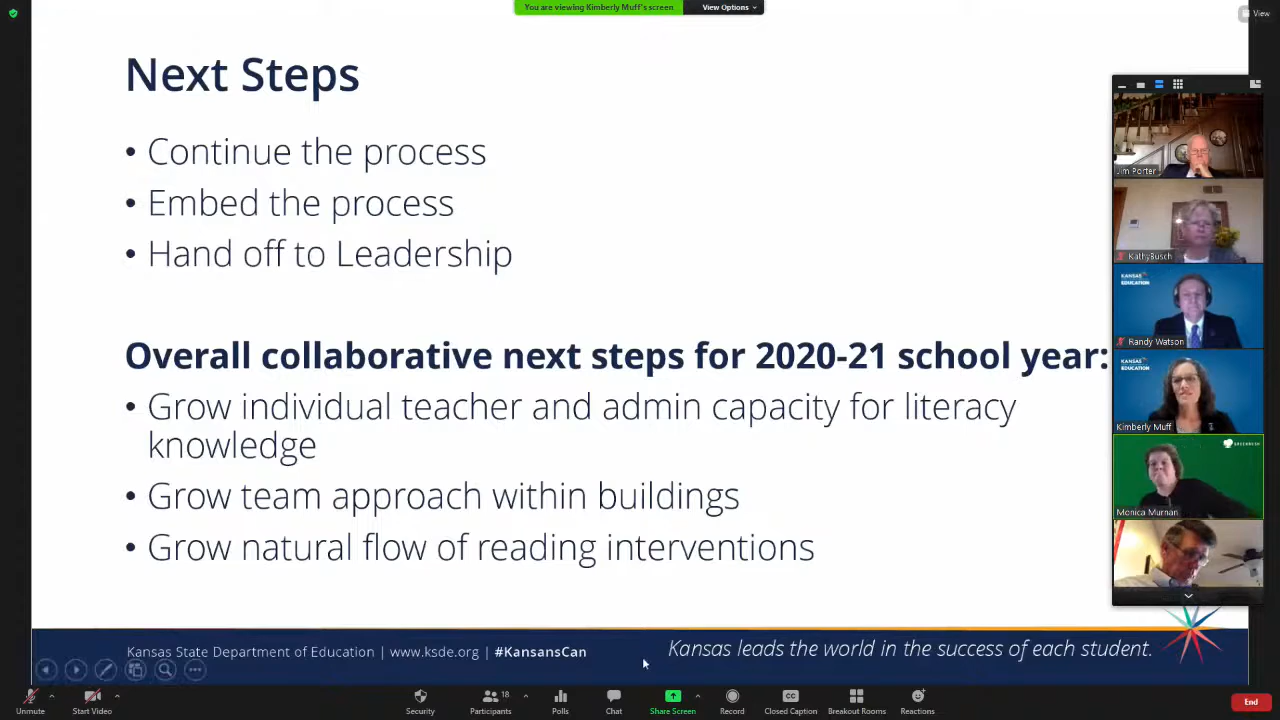 You are viewing Kimberly Muff's screen
View Options
View
Next Steps
• Continue the process
• Embed the process
• Hand off to Leadership
Overall collaborative next steps for 2020-21 school year:
• Grow individual teacher and admin capacity for literacy
knowledge
• Grow team approach within buildings
• Grow natural flow of reading interventions
Jim Porter
KathyBusch
KANSAS
EDUCATION
Randy Watson
KANSAS
EDUCATION
Kimberly Muff
GREENBUSH
Monica Murnan
Kansas State Department of Education | www.ksde.org | #KansansCan
Kansas leads the world in the success of each student.
Unmute
Start Video
Security
Participants
18
Polls
Chat
Share Screen
Record
CC
Closed Caption
Breakout Rooms
Reactions
End